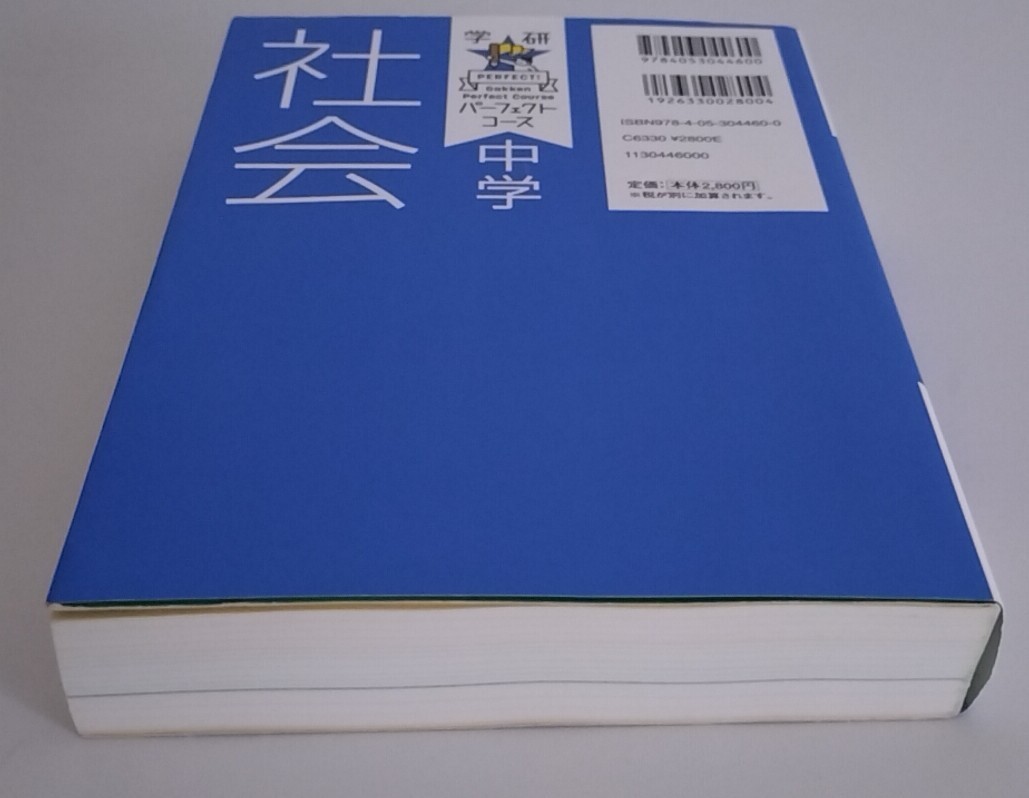 社会
学研
PERFECT!
Gakken
Perfect Course
パーフェクト
コース
中学
9784053044600
1926330028004
ISBN978-4-05-304460-0
C6330 ¥2800E
1130446000
定価：本体2,800円
※税が別に加算されます。